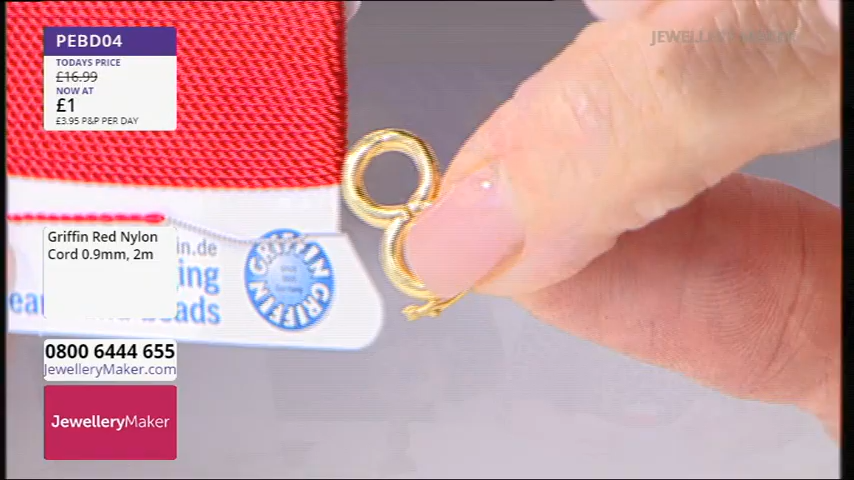 PEBD04
TODAYS PRICE
£16.99
NOW AT
£1
£3.95 P&P PER DAY
Griffin Red Nylon
Cord 0.9mm, 2m
in.de
ing
beads
GRIFFIN GRIFFIN
0800 6444 655
JewelleryMaker.com
JewelleryMaker